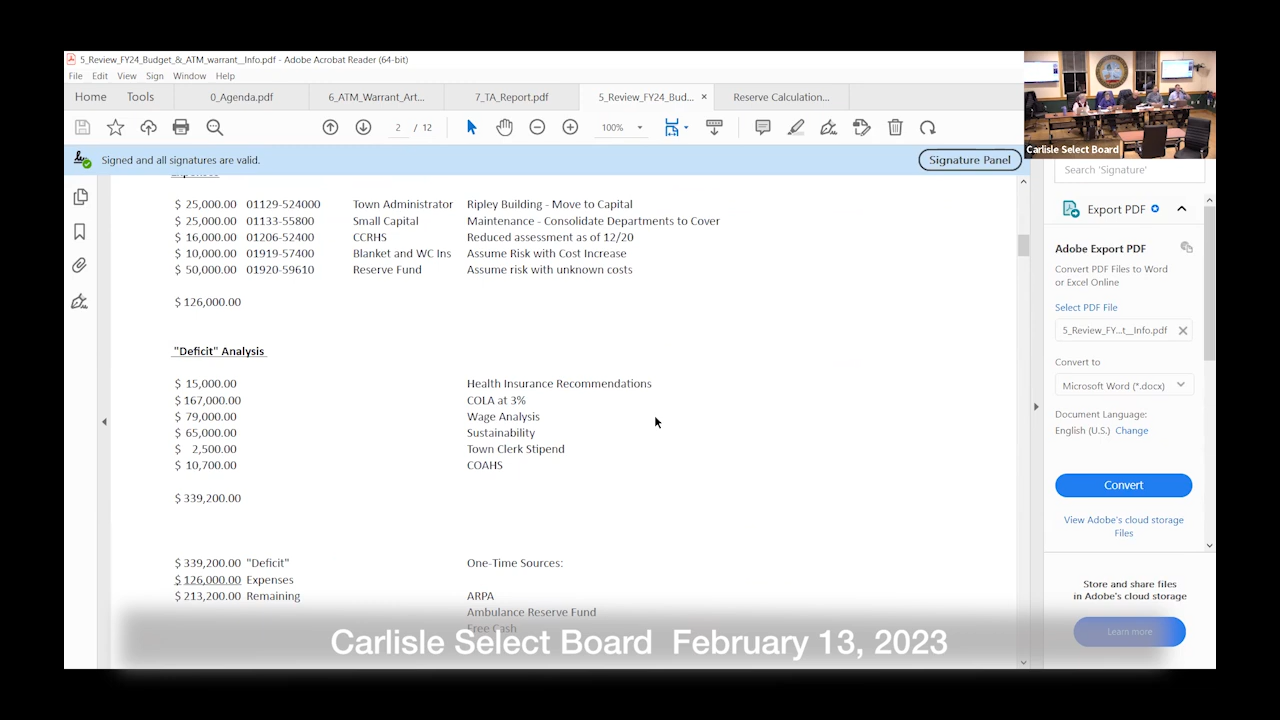 5_Review_FY24_Budget_&_ATM_warrant__Info.pdf - Adobe Acrobat Reader (64-bit)
File Edit View Sign Window Help
Home Tools 0_Agenda.pdf 6_ATM_Warrant_Art... 7_TA_Report.pdf 5_Review_FY24_Bud... × Reserve Calculation...
2 / 12 100%
Signed and all signatures are valid. Signature Panel
Carlisle Select Board
Expenses
$ 25,000.00 01129-524000 Town Administrator Ripley Building - Move to Capital
$ 25,000.00 01133-55800 Small Capital Maintenance - Consolidate Departments to Cover
$ 16,000.00 01206-52400 CCRHS Reduced assessment as of 12/20
$ 10,000.00 01919-57400 Blanket and WC Ins Assume Risk with Cost Increase
$ 50,000.00 01920-59610 Reserve Fund Assume risk with unknown costs
$ 126,000.00
"Deficit" Analysis
$ 15,000.00 Health Insurance Recommendations
$ 167,000.00 COLA at 3%
$ 79,000.00 Wage Analysis
$ 65,000.00 Sustainability
$ 2,500.00 Town Clerk Stipend
$ 10,700.00 COAHS
$ 339,200.00
$ 339,200.00 "Deficit" One-Time Sources:
$ 126,000.00 Expenses
$ 213,200.00 Remaining ARPA
Ambulance Reserve Fund
Free Cash
Search 'Signature'
Export PDF
Adobe Export PDF
Convert PDF Files to Word
or Excel Online
Select PDF File
5_Review_FY...t__Info.pdf
Convert to
Microsoft Word (*.docx)
Document Language:
English (U.S.) Change
Convert
View Adobe's cloud storage
Files
Store and share files
in Adobe's cloud storage
Learn more
Carlisle Select Board February 13, 2023